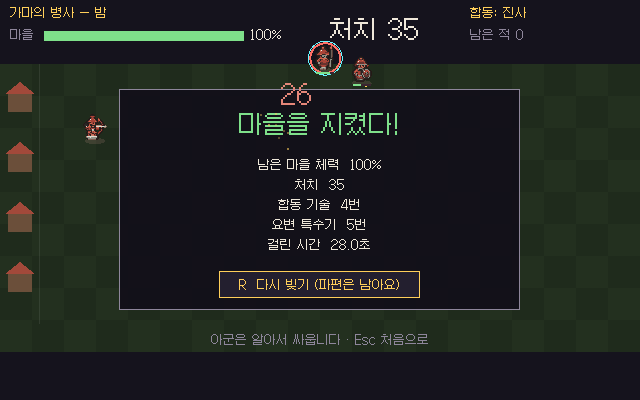 가마의 병사 – 밤
처치 35
합동: 진사
마을 100%
남은 적 0
26
마을을 지켰다!
남은 마을 체력 100%
처치 35
합동 기술 4번
요변 특수기 5번
걸린 시간 28.0초
R 다시 빚기 (파편은 남아요)
아군은 알아서 싸웁니다 · Esc 처음으로